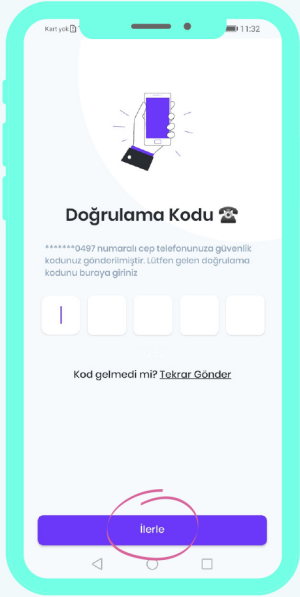 Kart yok 11:32
Doğrulama Kodu ☎
*******0497 numaralı cep telefonunuza güvenlik
kodunuz gönderilmiştir. Lütfen gelen doğrulama
kodunu buraya giriniz
Kod gelmedi mi? Tekrar Gönder
İlerle